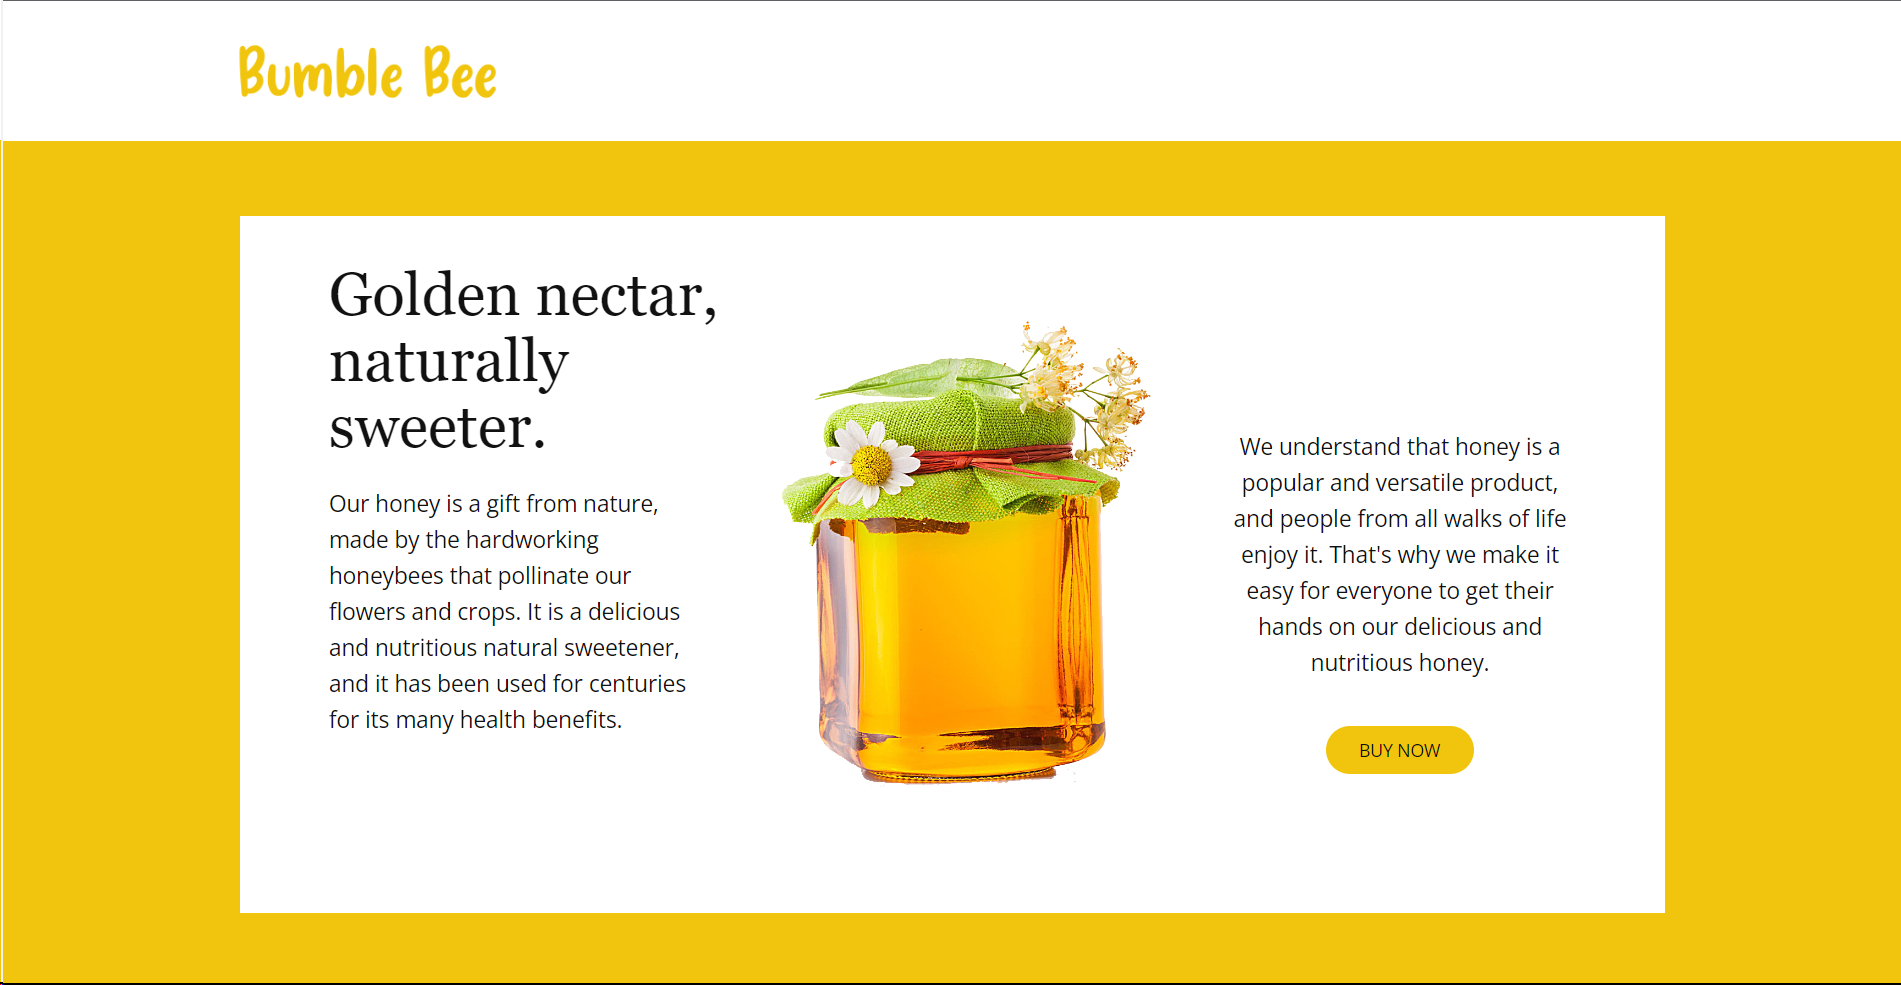 Bumble Bee
Golden nectar,
naturally
sweeter.
Our honey is a gift from nature,
made by the hardworking
honeybees that pollinate our
flowers and crops. It is a delicious
and nutritious natural sweetener,
and it has been used for centuries
for its many health benefits.
We understand that honey is a
popular and versatile product,
and people from all walks of life
enjoy it. That's why we make it
easy for everyone to get their
hands on our delicious and
nutritious honey.
BUY NOW